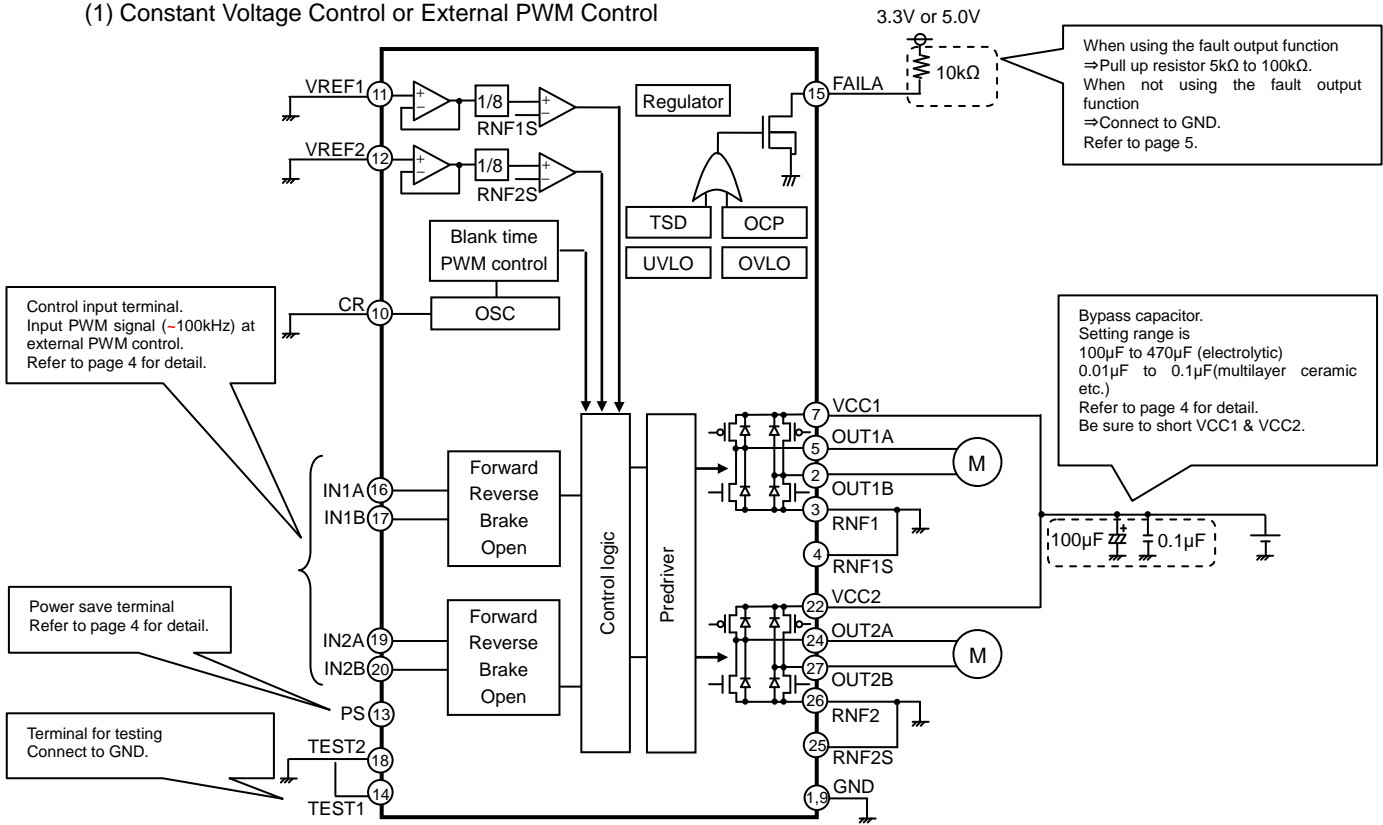 (1) Constant Voltage Control or External PWM Control
3.3V or 5.0V
When using the fault output function
⇒Pull up resistor 5kΩ to 100kΩ.
When not using the fault output
function
⇒Connect to GND.
Refer to page 5.
10kΩ
VREF1
11
+
−
1/8
RNF1S
+
−
Regulator
15
FAILA
VREF2
12
+
−
1/8
RNF2S
+
−
TSD
OCP
UVLO
OVLO
Blank time
PWM control
CR
10
OSC
Control input terminal.
Input PWM signal (~100kHz) at
external PWM control.
Refer to page 4 for detail.
Bypass capacitor.
Setting range is
100µF to 470µF (electrolytic)
0.01µF to 0.1µF(multilayer ceramic
etc.)
Refer to page 4 for detail.
Be sure to short VCC1 & VCC2.
IN1A
16
IN1B
17
Forward
Reverse
Brake
Open
Control logic
Predriver
7
VCC1
5
OUT1A
M
2
OUT1B
3
RNF1
4
RNF1S
100µF
+
0.1µF
Power save terminal
Refer to page 4 for detail.
IN2A
19
IN2B
20
Forward
Reverse
Brake
Open
22
VCC2
24
OUT2A
M
27
OUT2B
26
RNF2
25
RNF2S
PS
13
Terminal for testing
Connect to GND.
TEST2
18
14
TEST1
1,9
GND